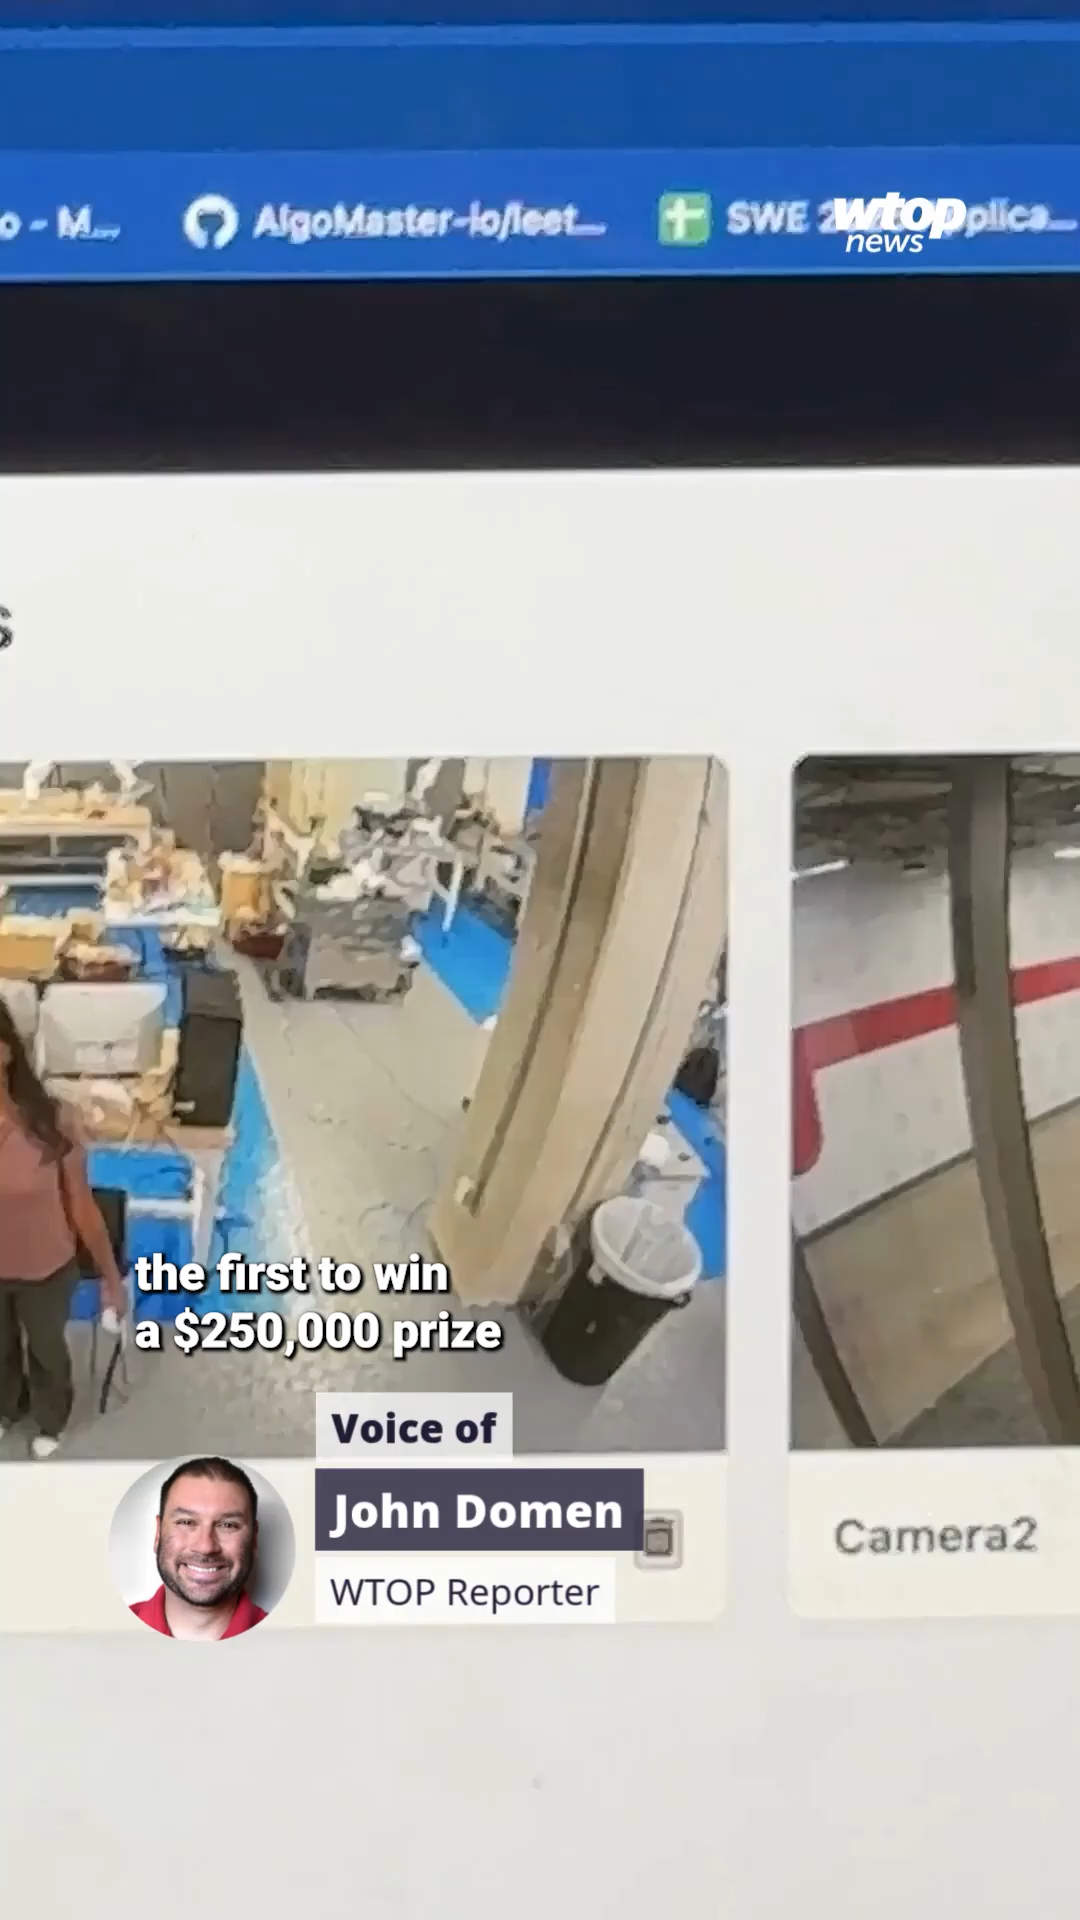 o - M...
AlgoMaster-io/leet...
SWE
wtop
news
s
the first to win
a $250,000 prize
Voice of
John Domen
WTOP Reporter
Camera2